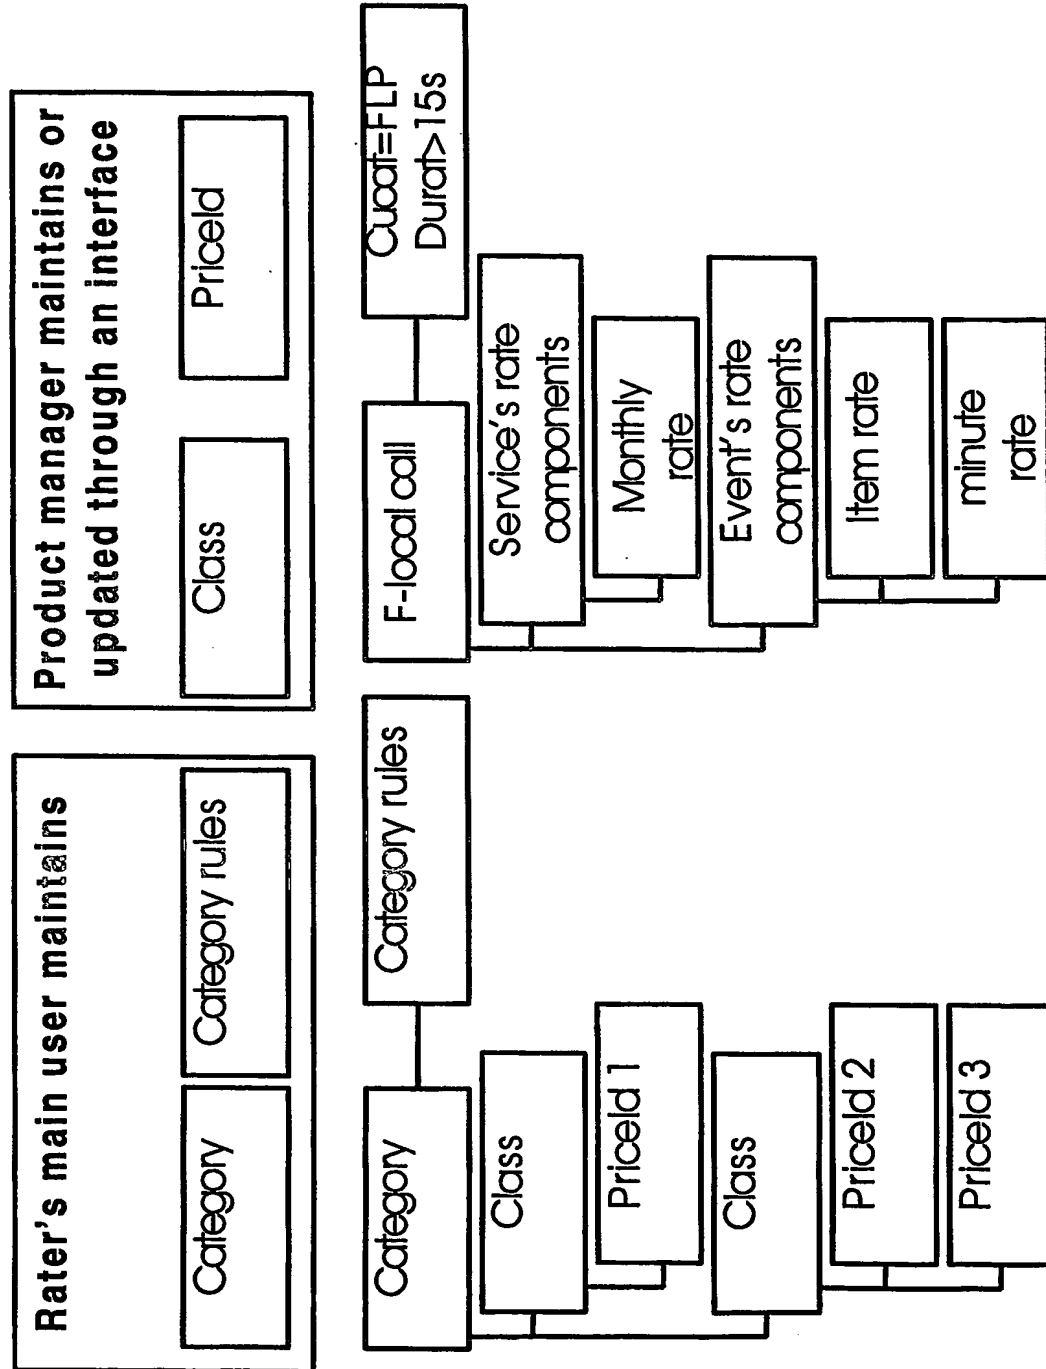 Rater's main user maintains
Category
Category rules
Product manager maintains or
updated through an interface
Class
PriceId
Category
Category rules
Class
PriceId 1
Class
PriceId 2
PriceId 3
F-local call
Cucat=FLP
Durat>15s
Service's rate
components
Monthly
rate
Event's rate
components
Item rate
minute
rate